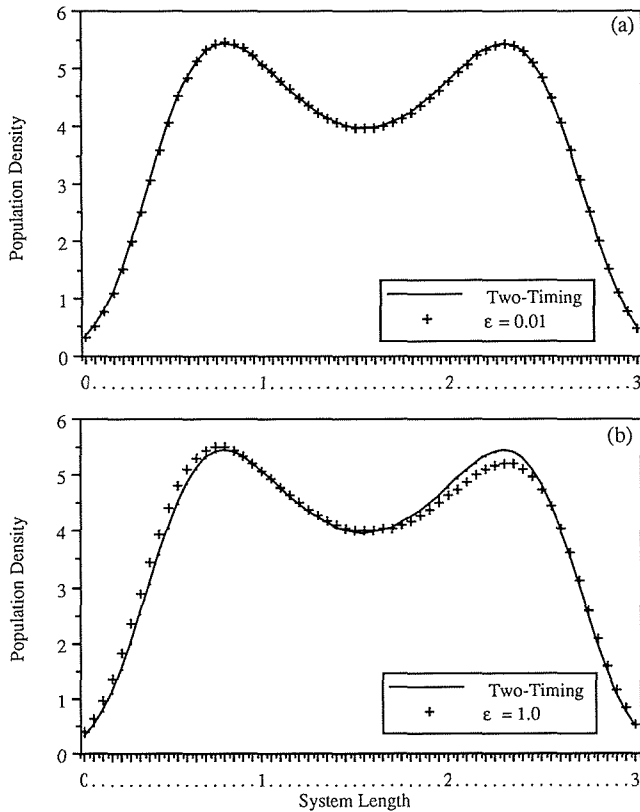 (a)
6
5
4
3
2
1
0
Population Density
Two-Timing
+ ε = 0.01
0.........1.........2.........3
(b)
6
5
4
3
2
1
0
Population Density
Two-Timing
+ ε = 1.0
0.........1.........2.........3
System Length